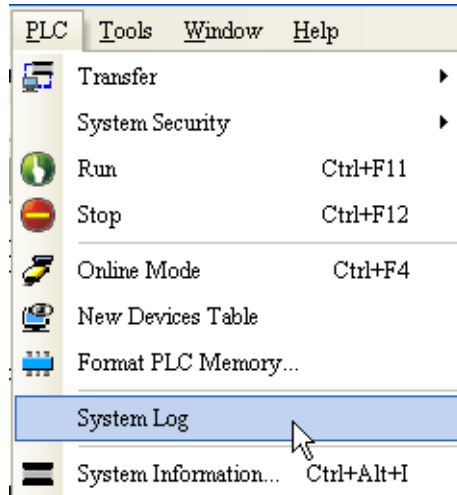 PLC Tools Window Help
Transfer
System Security
Run Ctrl+F11
Stop Ctrl+F12
Online Mode Ctrl+F4
New Devices Table
Format PLC Memory...
System Log
System Information... Ctrl+Alt+I